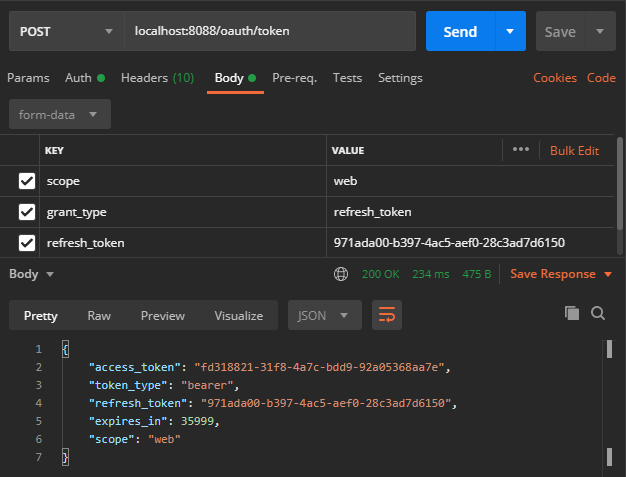 POST localhost:8088/oauth/token Send Save
Params Auth Headers (10) Body Pre-req. Tests Settings Cookies Code
form-data
KEY VALUE ••• Bulk Edit
scope web
grant_type refresh_token
refresh_token 971ada00-b397-4ac5-aef0-28c3ad7d6150
Body 200 OK 234 ms 475 B Save Response
Pretty Raw Preview Visualize JSON
1 {
2 "access_token": "fd318821-31f8-4a7c-bdd9-92a05368aa7e",
3 "token_type": "bearer",
4 "refresh_token": "971ada00-b397-4ac5-aef0-28c3ad7d6150",
5 "expires_in": 35999,
6 "scope": "web"
7 }